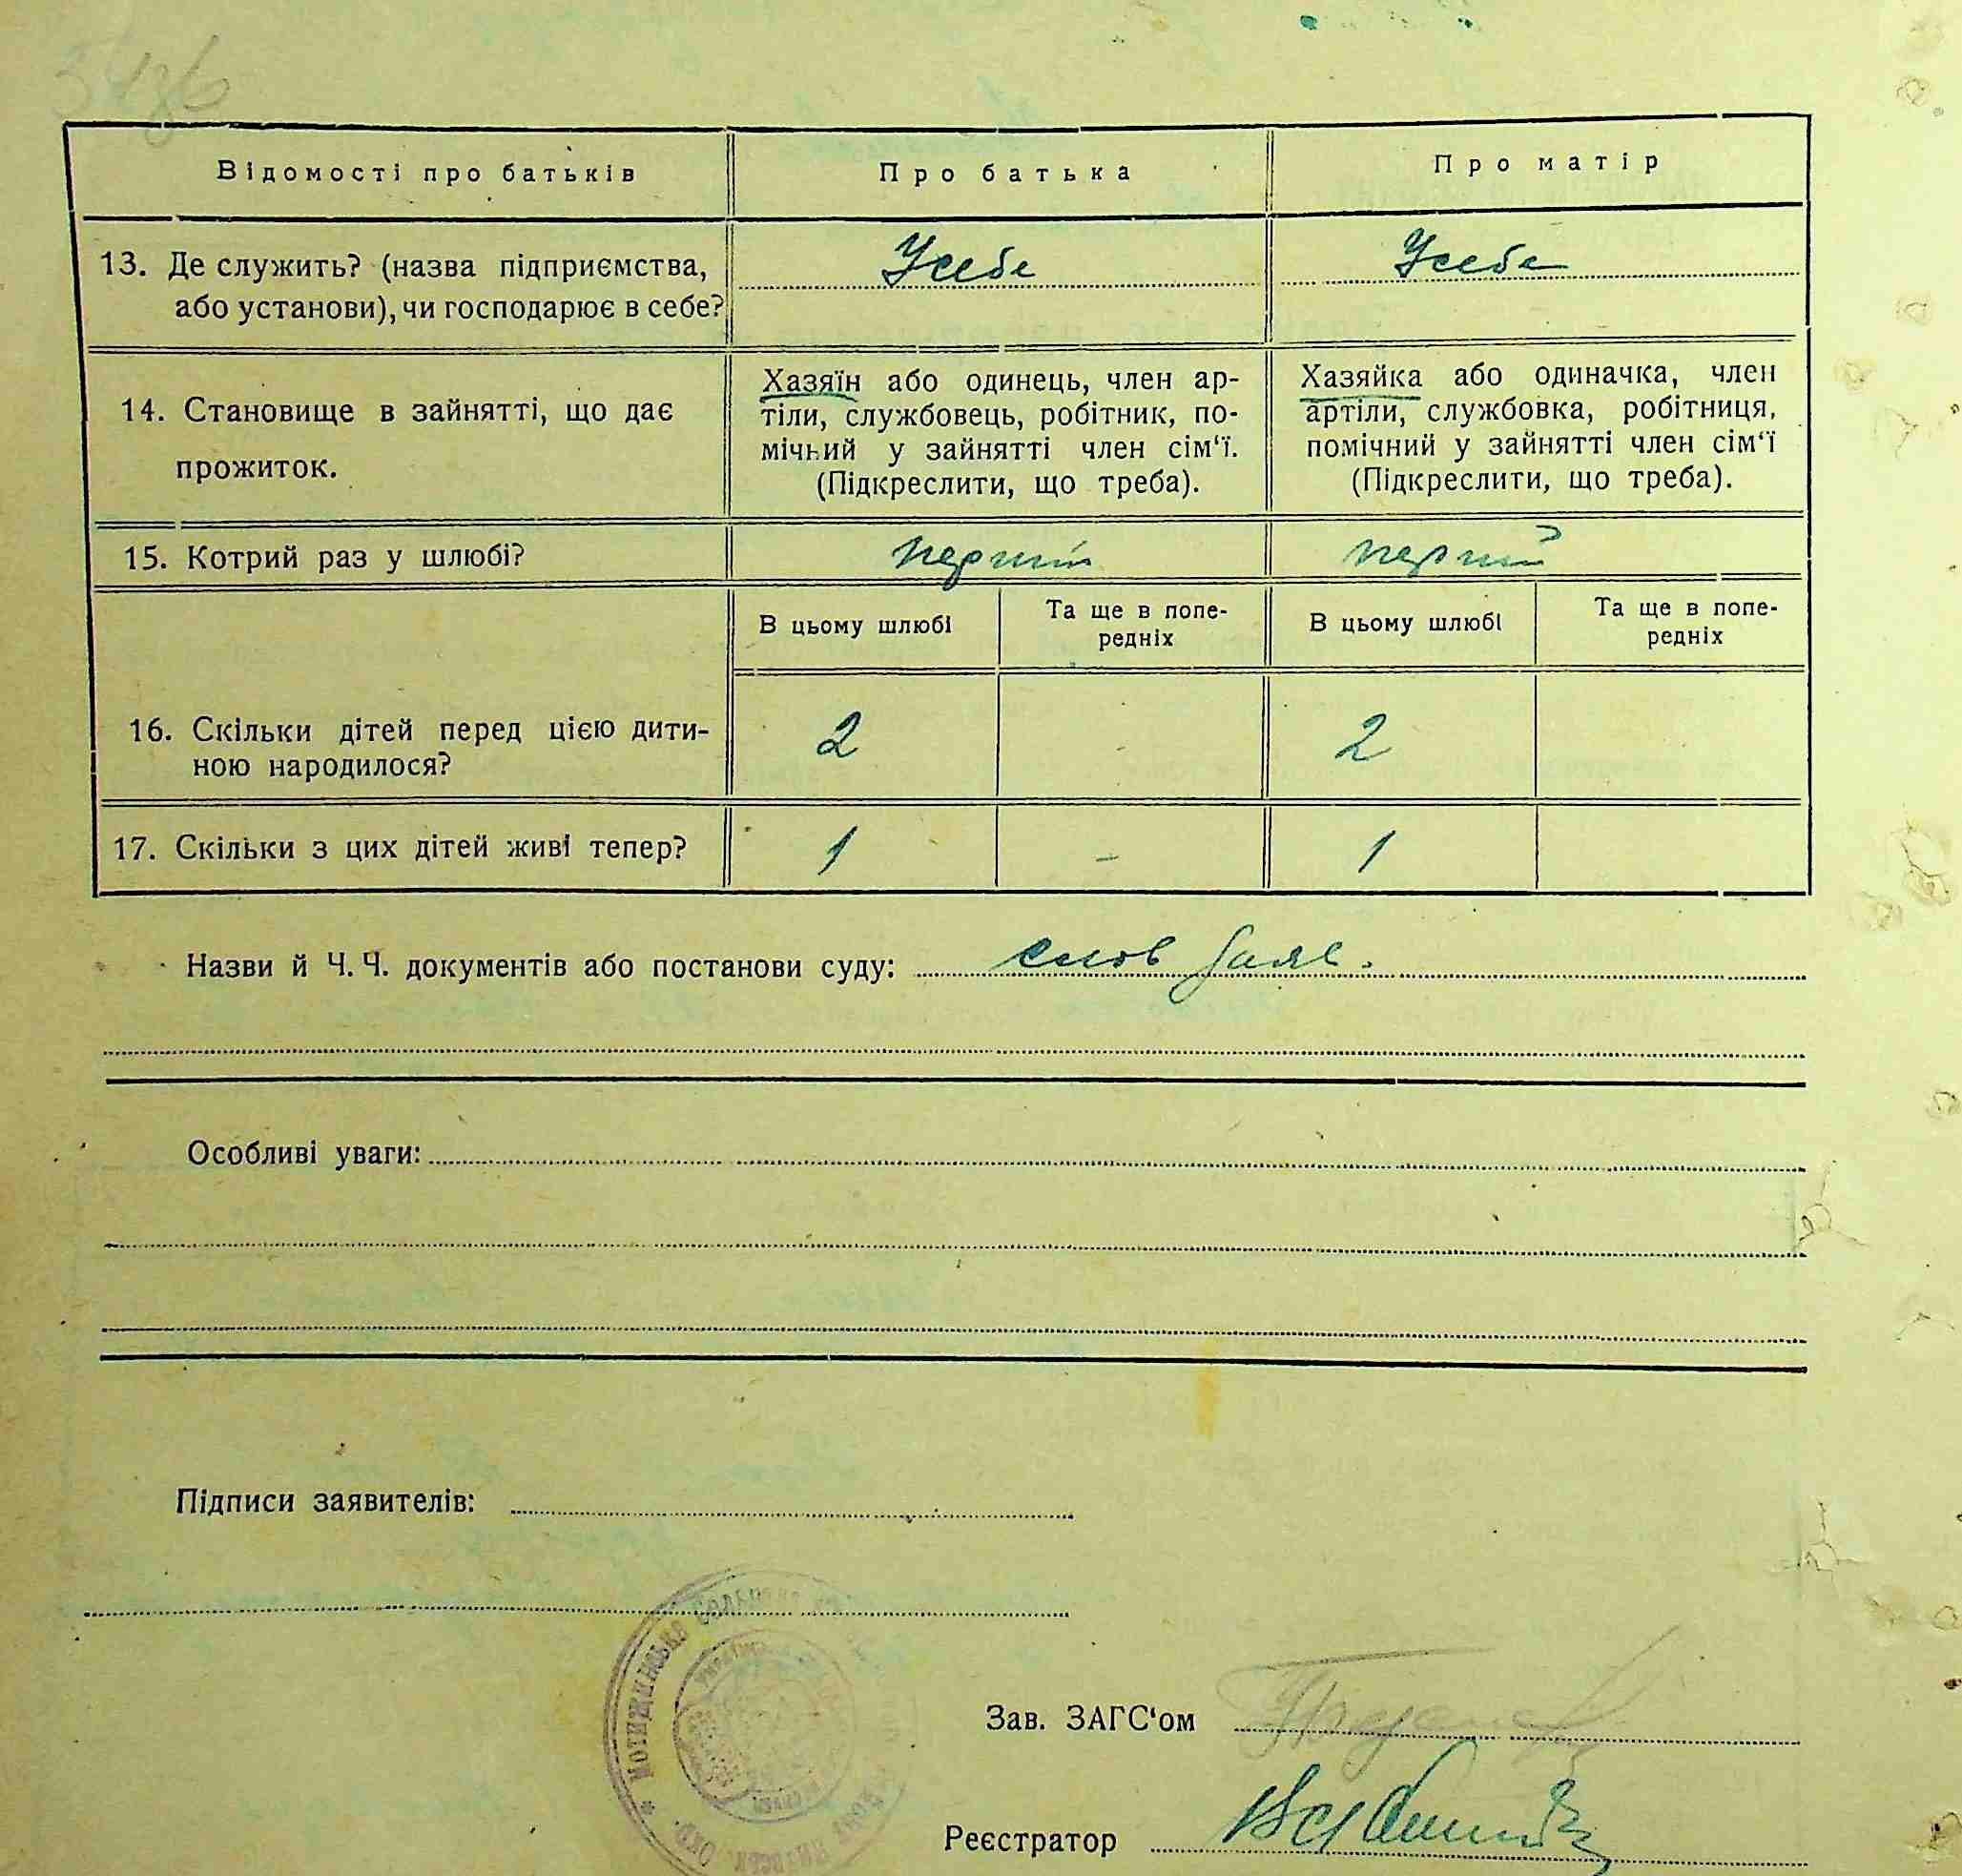 Відомості про батьків
Про батька
Про матір
13. Де служить? (назва підприємства,
або установи), чи господарює в себе?
Усебе
Усебе
14. Становище в зайнятті, що дає
прожиток.
Хазяїн або одинець, член ар-
тіли, службовець, робітник, по-
мічний у зайнятті член сім‘ї.
(Підкреслити, що треба).
Хазяйка або одиначка, член
артіли, службовка, робітниця,
помічний у зайнятті член сім‘ї
(Підкреслити, що треба).
15. Котрий раз у шлюбі?
перший
перший
В цьому шлюбі
Та ще в попе-
редніх
В цьому шлюбі
Та ще в попе-
редніх
16. Скільки дітей перед цією дити-
ною народилося?
2
2
17. Скільки з цих дітей живі тепер?
1
-
1
Назви й Ч. Ч. документів або постанови суду: слов заяв.
Особливі уваги:
Підписи заявителів:
Зав. ЗАГС‘ом
Реєстратор